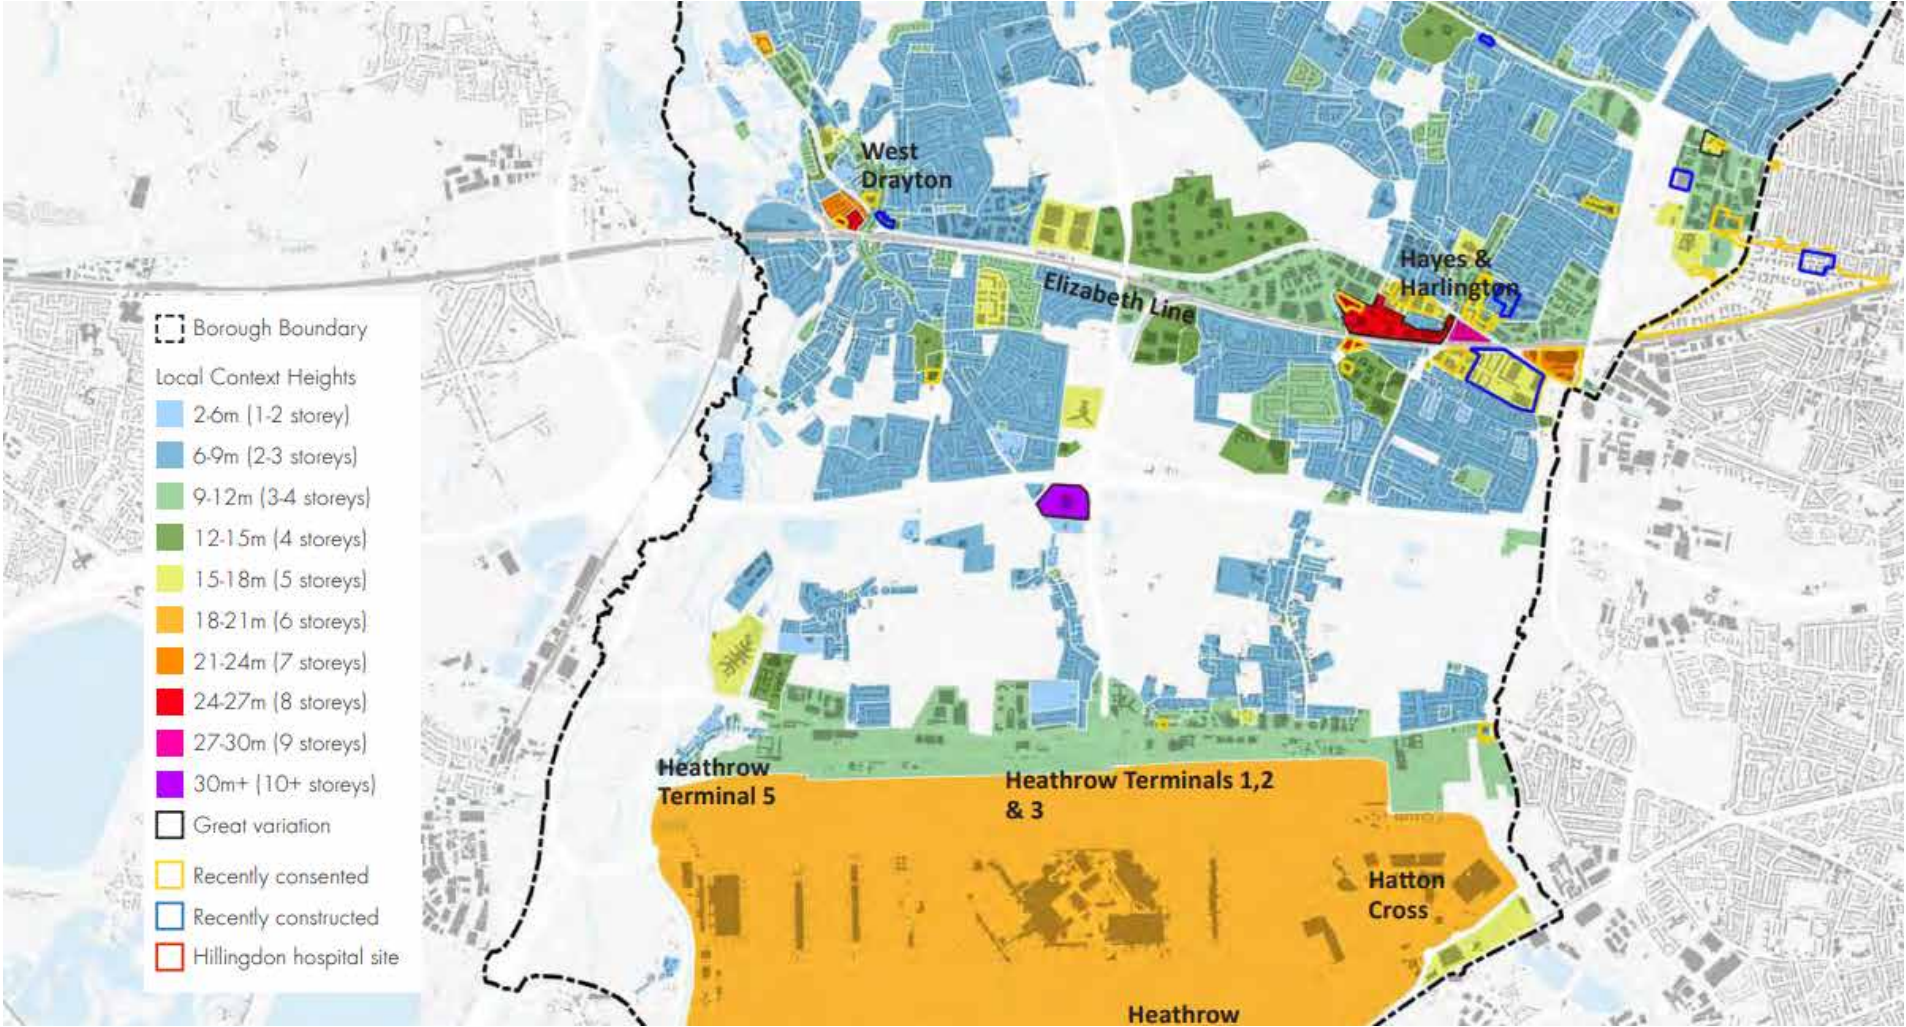 West
Drayton
Hayes &
Harlington
Elizabeth Line
Borough Boundary
Local Context Heights
2-6m (1-2 storey)
6-9m (2-3 storeys)
9-12m (3-4 storeys)
12-15m (4 storeys)
15-18m (5 storeys)
18-21m (6 storeys)
21-24m (7 storeys)
24-27m (8 storeys)
27-30m (9 storeys)
30m+ (10+ storeys)
Great variation
Recently consented
Recently constructed
Hillingdon hospital site
Heathrow
Terminal 5
Heathrow Terminals 1,2
& 3
Hatton
Cross
Heathrow